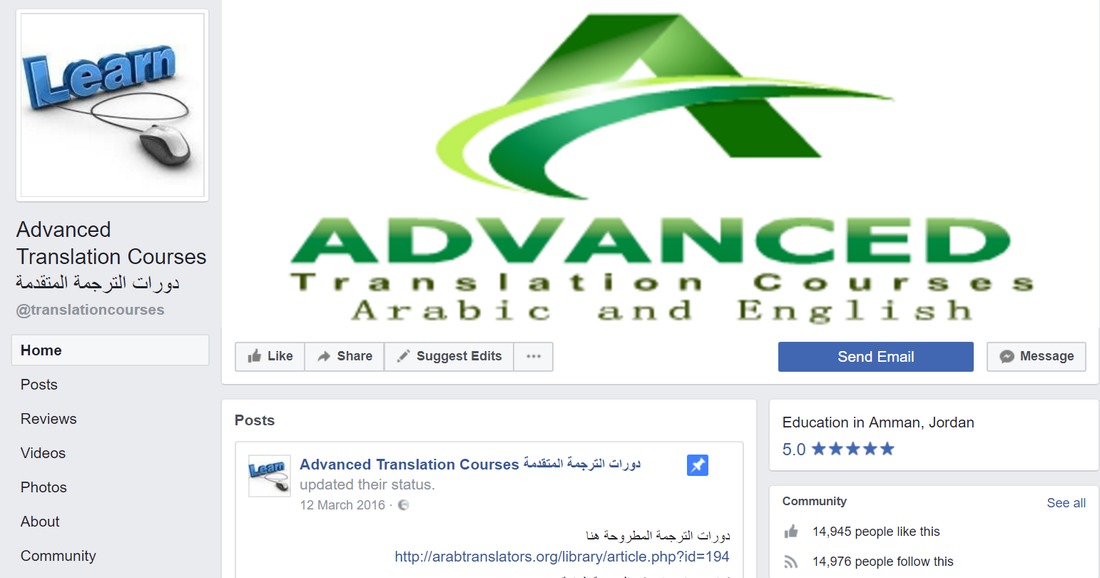 Learn
Advanced
Translation Courses
دورات الترجمة المتقدمة
@translationcourses
Home
Posts
Reviews
Videos
Photos
About
Community
ADVANCED
Translation Courses
Arabic and English
Like
Share
Suggest Edits
Send Email
Message
Posts
Learn
Advanced Translation Courses دورات الترجمة المتقدمة
updated their status.
12 March 2016 ·
دورات الترجمة المطروحة هنا
http://arabtranslators.org/library/article.php?id=194
Education in Amman, Jordan
5.0
Community
See all
14,945 people like this
14,976 people follow this